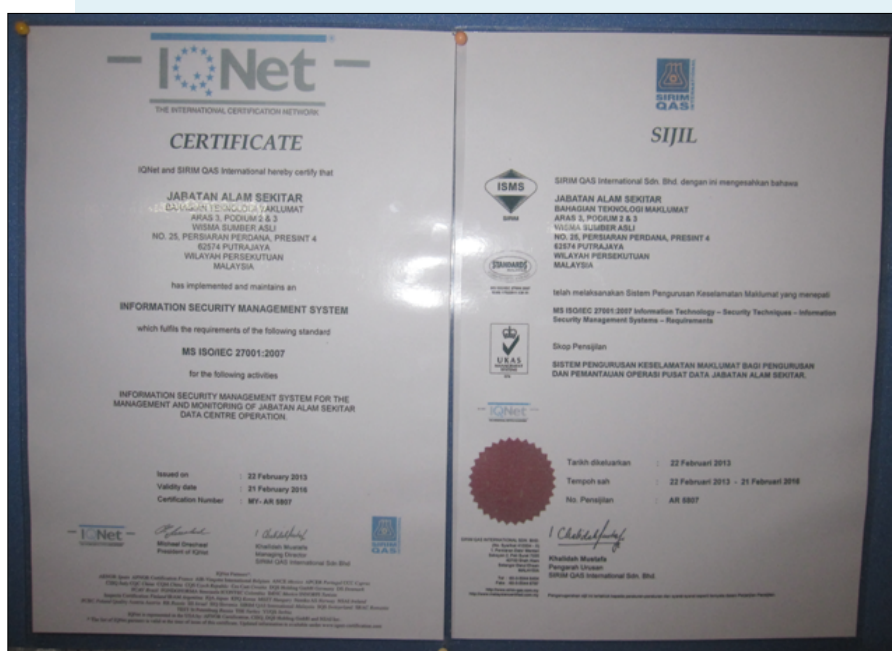 IQNet
THE INTERNATIONAL CERTIFICATION NETWORK
CERTIFICATE
IQNet and SIRIM QAS International hereby certify that
JABATAN ALAM SEKITAR
BAHAGIAN TEKNOLOGI MAKLUMAT
ARAS 3, PODIUM 2 & 3
WISMA SUMBER ASLI
NO. 25, PERSIARAN PERDANA, PRESINT 4
62574 PUTRAJAYA
WILAYAH PERSEKUTUAN
MALAYSIA
has implemented and maintains an
INFORMATION SECURITY MANAGEMENT SYSTEM
which fulfils the requirements of the following standard
MS ISO/IEC 27001:2007
for the following activities
INFORMATION SECURITY MANAGEMENT SYSTEM FOR THE
MANAGEMENT AND MONITORING OF JABATAN ALAM SEKITAR
DATA CENTRE OPERATION.
Issued on : 22 February 2013
Validity date : 21 February 2016
Certification Number : MY- AR 5807
IQNet
Michael Drechsel
President of IQNet
Khalidah Mustafa
Managing Director
SIRIM QAS International Sdn Bhd
SIRIM
QAS
SIRIM
QAS
INTERNATIONAL
SIJIL
ISMS
SIRIM
SIRIM QAS International Sdn. Bhd. dengan ini mengesahkan bahawa
JABATAN ALAM SEKITAR
BAHAGIAN TEKNOLOGI MAKLUMAT
ARAS 3, PODIUM 2 & 3
WISMA SUMBER ASLI
NO. 25, PERSIARAN PERDANA, PRESINT 4
62574 PUTRAJAYA
WILAYAH PERSEKUTUAN
MALAYSIA
STANDARDS
telah melaksanakan Sistem Pengurusan Keselamatan Maklumat yang menepati
MS ISO/IEC 27001:2007 Information Technology – Security Techniques – Information
Security Management Systems – Requirements
UKAS
Skop Pensijilan
SISTEM PENGURUSAN KESELAMATAN MAKLUMAT BAGI PENGURUSAN
DAN PEMANTAUAN OPERASI PUSAT DATA JABATAN ALAM SEKITAR.
IQNet
Tarikh dikeluarkan : 22 Februari 2013
Tempoh sah : 22 Februari 2013 - 21 Februari 2016
No. Pensijilan : AR 5807
Khalidah Mustafa
Pengarah Urusan
SIRIM QAS International Sdn. Bhd.